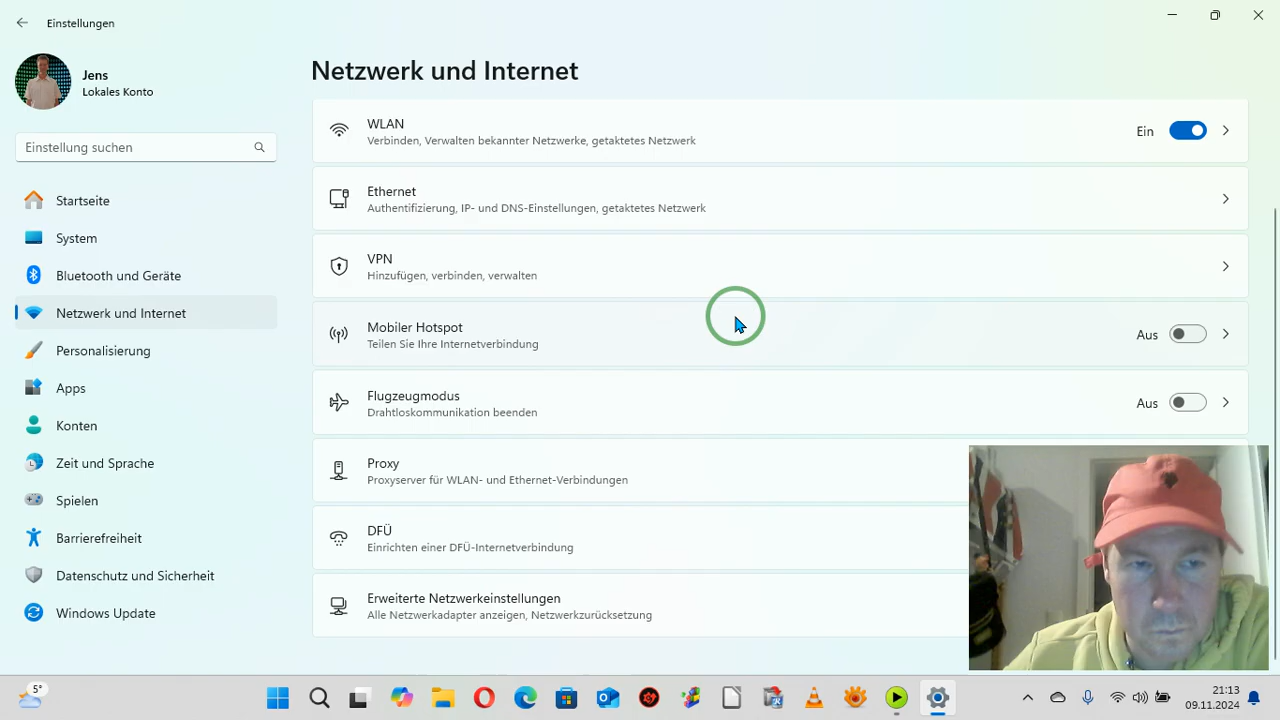 Einstellungen
Jens
Lokales Konto
Einstellung suchen
Startseite
System
Bluetooth und Geräte
Netzwerk und Internet
Personalisierung
Apps
Konten
Zeit und Sprache
Spielen
Barrierefreiheit
Datenschutz und Sicherheit
Windows Update
Netzwerk und Internet
WLAN
Verbinden, Verwalten bekannter Netzwerke, getaktetes Netzwerk
Ein
Ethernet
Authentifizierung, IP- und DNS-Einstellungen, getaktetes Netzwerk
VPN
Hinzufügen, verbinden, verwalten
Mobiler Hotspot
Teilen Sie Ihre Internetverbindung
Aus
Flugzeugmodus
Drahtloskommunikation beenden
Aus
Proxy
Proxyserver für WLAN- und Ethernet-Verbindungen
DFÜ
Einrichten einer DFÜ-Internetverbindung
Erweiterte Netzwerkeinstellungen
Alle Netzwerkadapter anzeigen, Netzwerkzurücksetzung
5°
21:13
09.11.2024